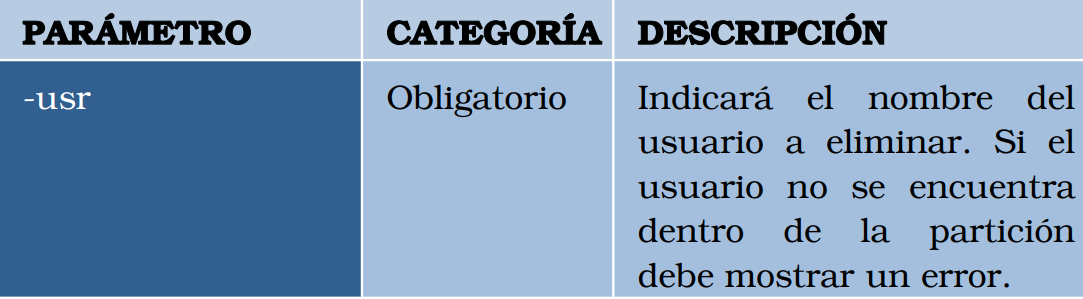 PARÁMETRO CATEGORÍA DESCRIPCIÓN
-usr Obligatorio Indicará el nombre del
usuario a eliminar. Si el
usuario no se encuentra
dentro de la partición
debe mostrar un error.